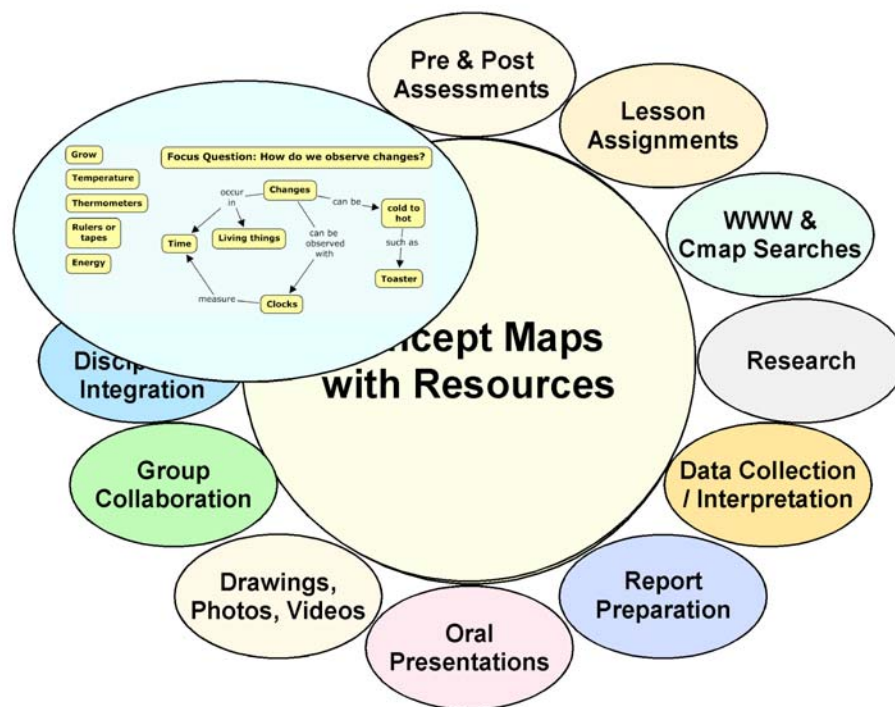 Pre & Post
Assessments
Lesson
Assignments
WWW &
Cmap Searches
Research
Data Collection
/ Interpretation
Report
Preparation
Oral
Presentations
Drawings,
Photos, Videos
Group
Collaboration
Integration
Maps
with Resources
Focus Question: How do we observe changes?
Grow
Temperature
Thermometers
Rulers or
tapes
Energy
Changes
occur
in
can be
cold to
hot
Time
Living things
can be
observed
with
such as
Toaster
measure
Clocks